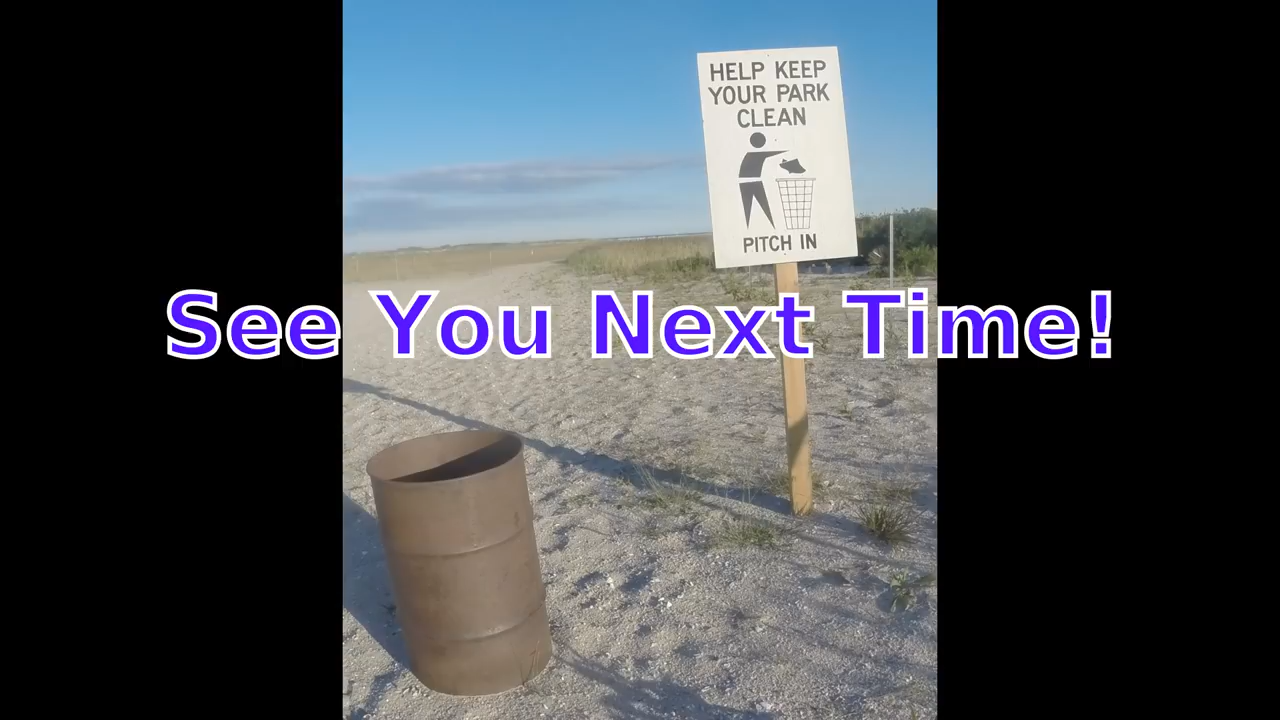 HELP KEEP
YOUR PARK
CLEAN
PITCH IN
See You Next Time!